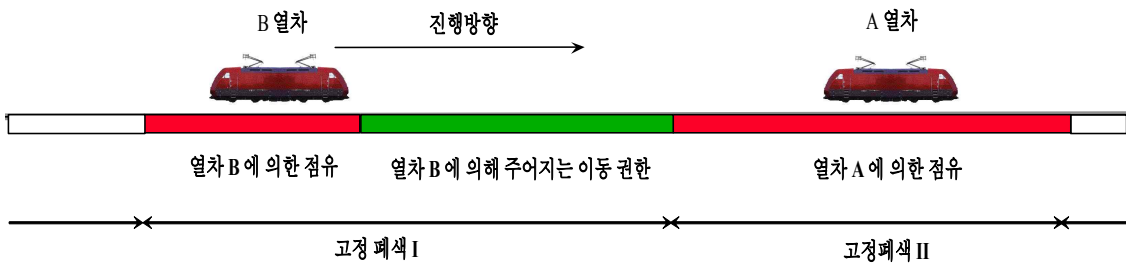 B 열차
진행방향
A 열차
열차 B 에 의한 점유
열차 B 에 의해 주어지는 이동 권한
열차 A 에 의한 점유
고정 폐색 I
고정폐색 II